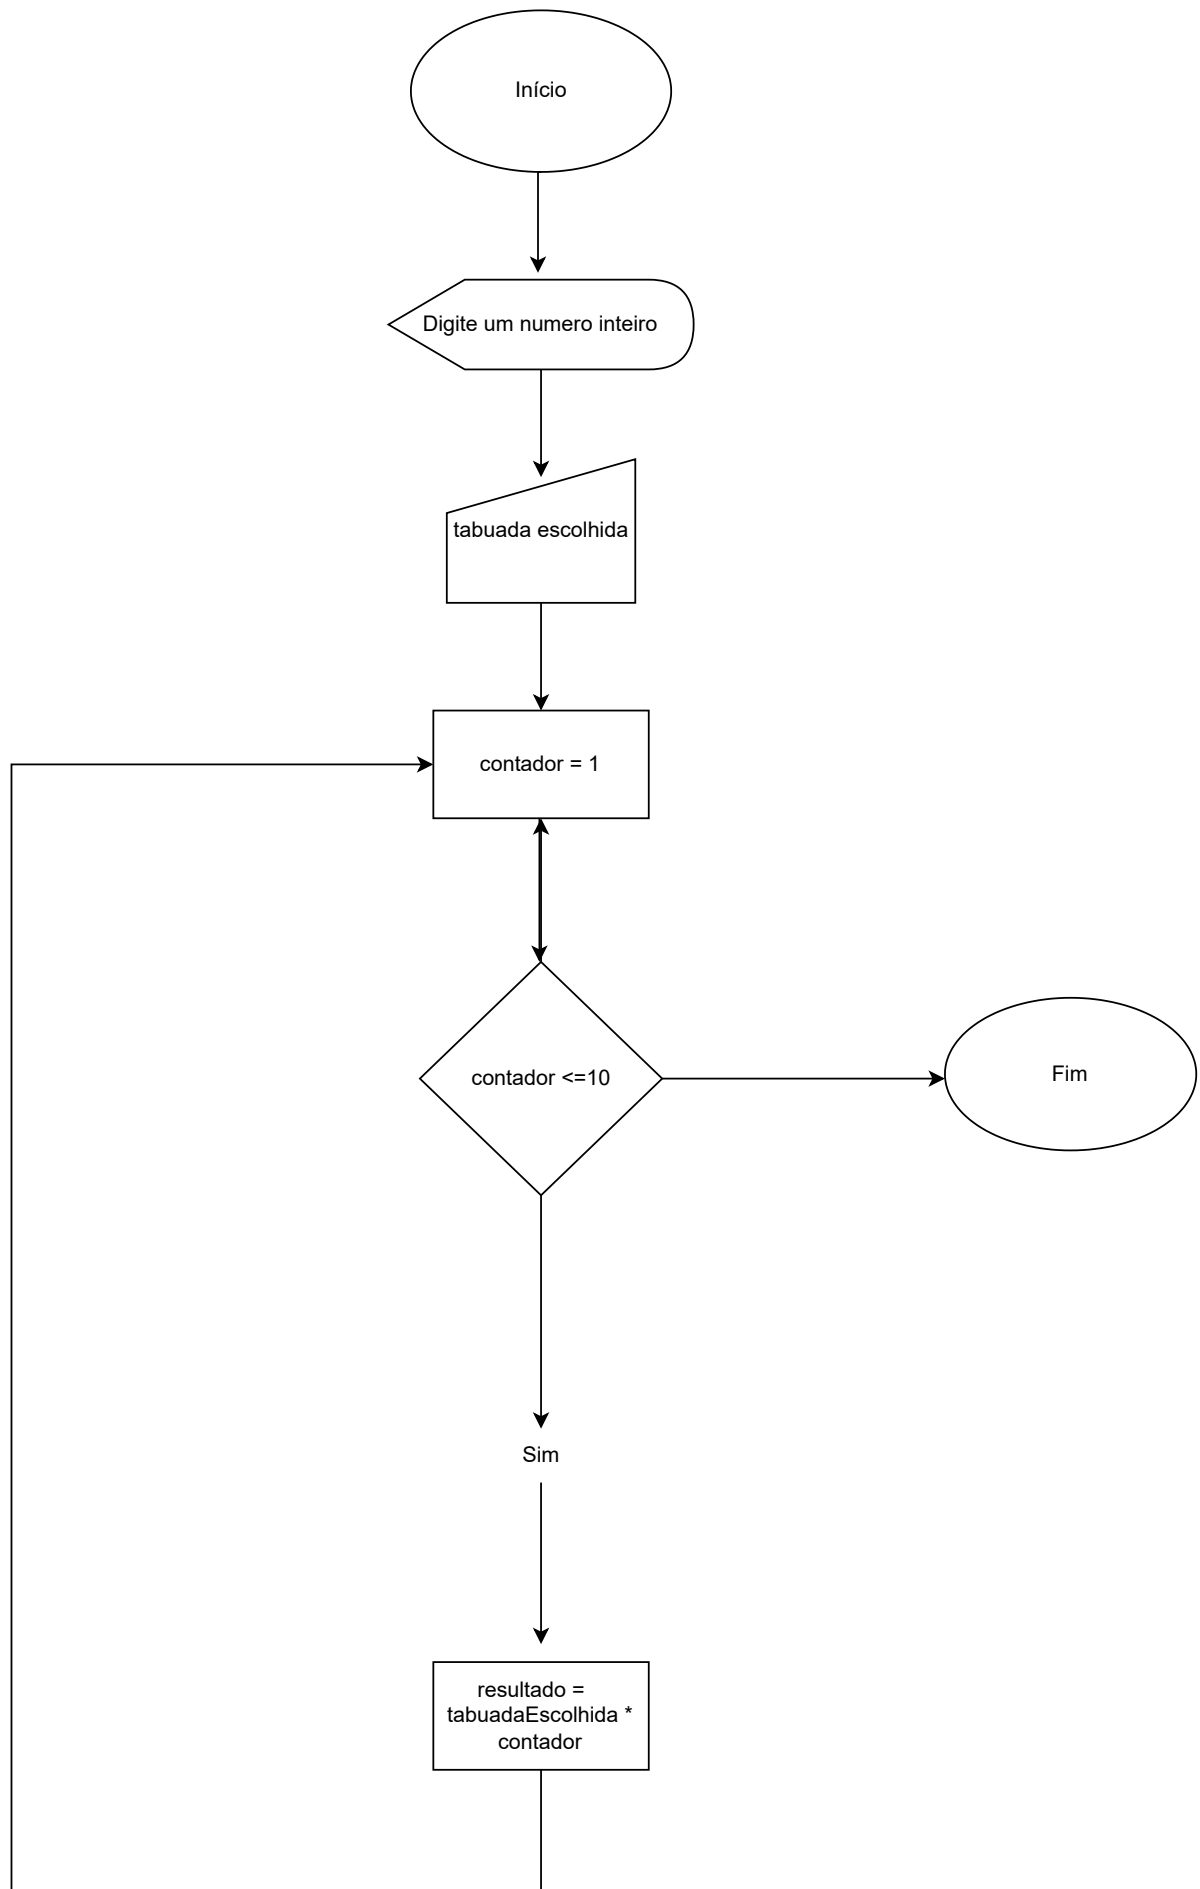 Início
Digite um numero inteiro
tabuada escolhida
contador = 1
contador <=10
Fim
Sim
resultado =
tabuadaEscolhida *
contador